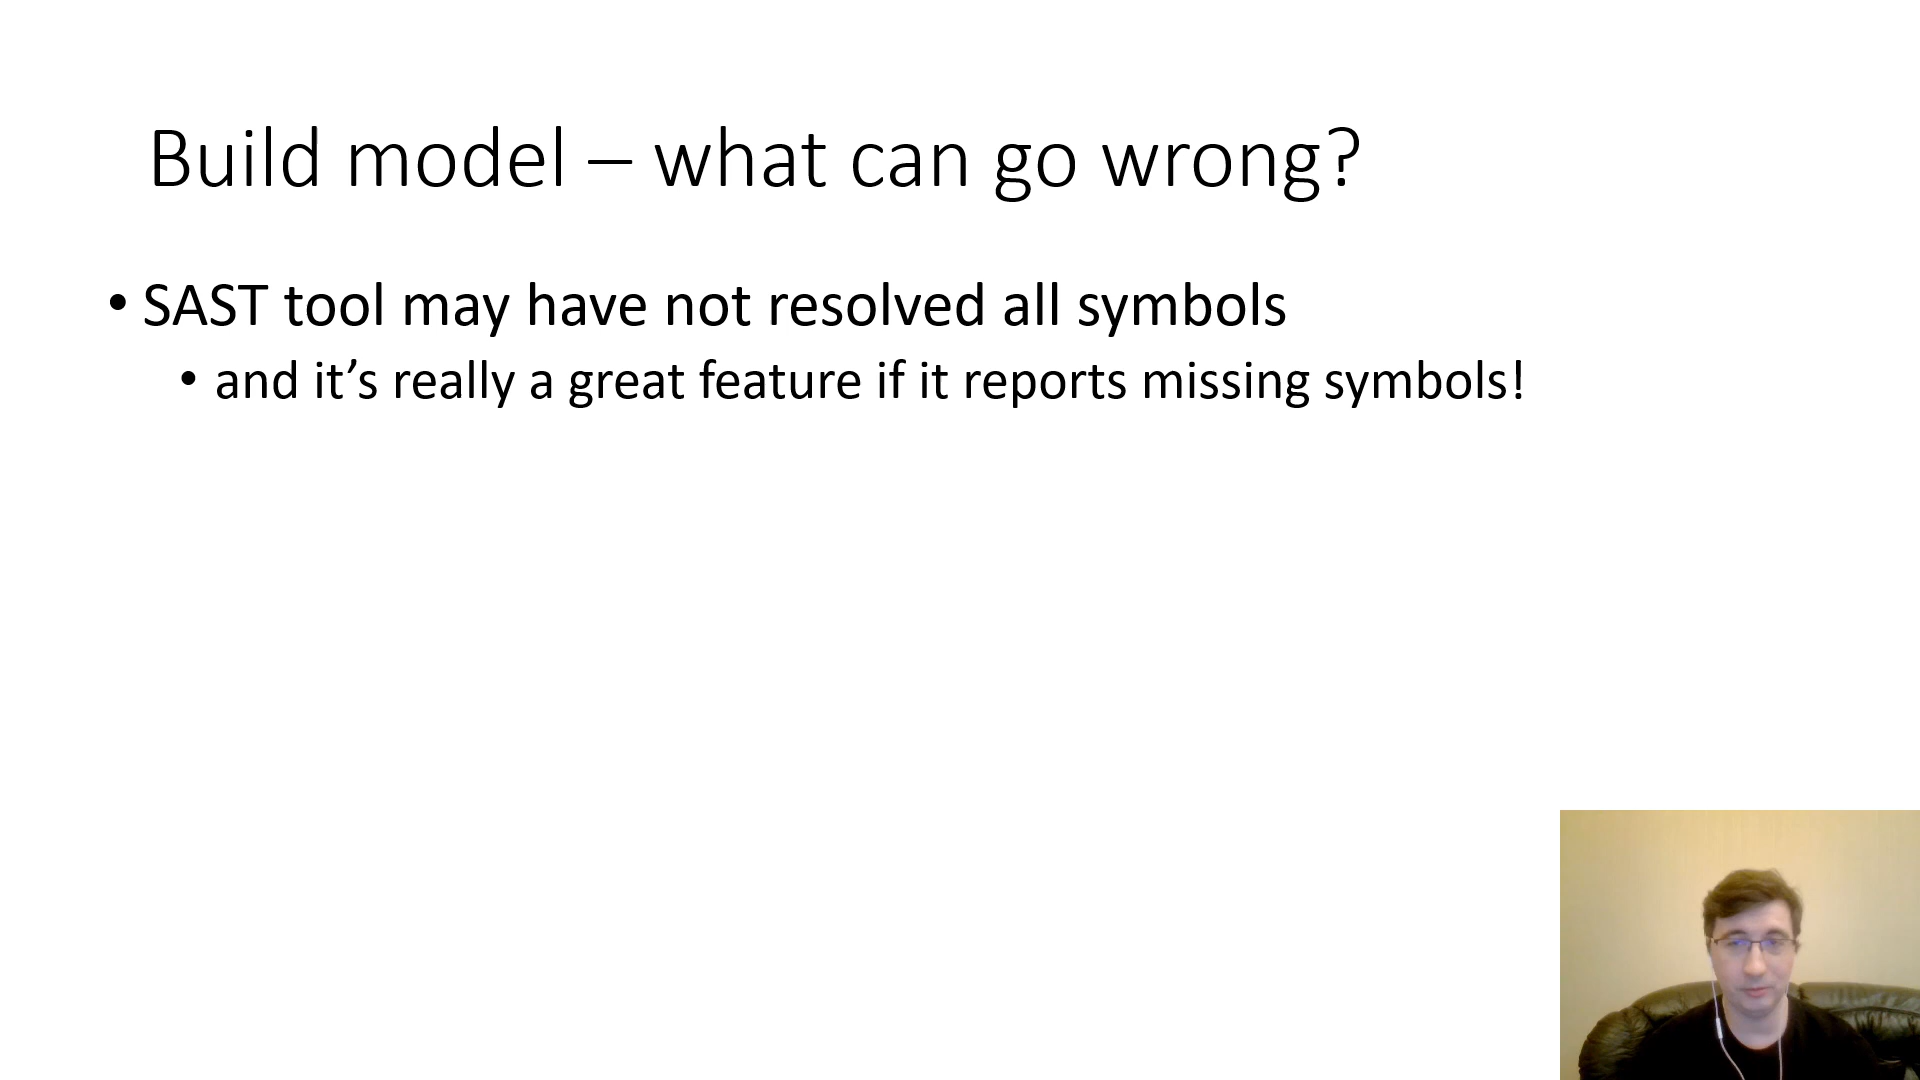 Build model – what can go wrong?
• SAST tool may have not resolved all symbols
• and it’s really a great feature if it reports missing symbols!